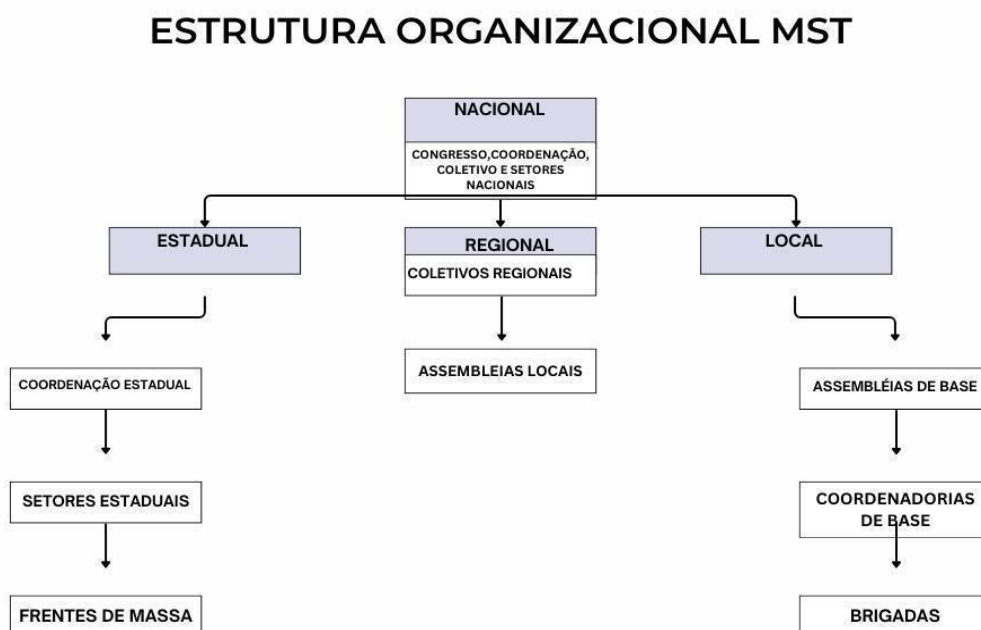 ESTRUTURA ORGANIZACIONAL MST
NACIONAL
CONGRESSO,COORDENAÇÃO,
COLETIVO E SETORES
NACIONAIS
ESTADUAL
REGIONAL
LOCAL
COLETIVOS REGIONAIS
ASSEMBLEIAS LOCAIS
COORDENAÇÃO ESTADUAL
ASSEMBLÉIAS DE BASE
SETORES ESTADUAIS
COORDENADORIAS
DE BASE
FRENTES DE MASSA
BRIGADAS